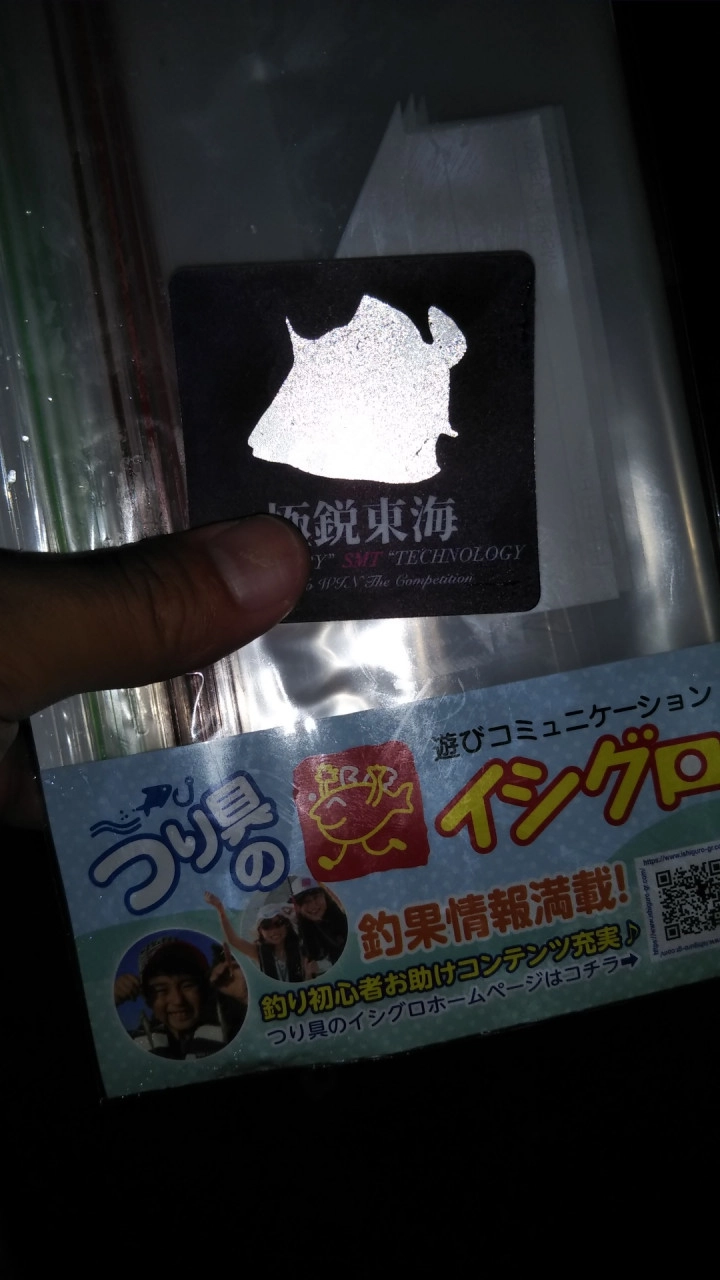 極鋭東海
Y" SMT "TECHNOLOGY
WIN The Competition
遊びコミュニケーション
つり具の
イシグロ
釣果情報満載!
釣り初心者お助けコンテンツ充実♪
つり具のイシグロホームページはコチラ➡